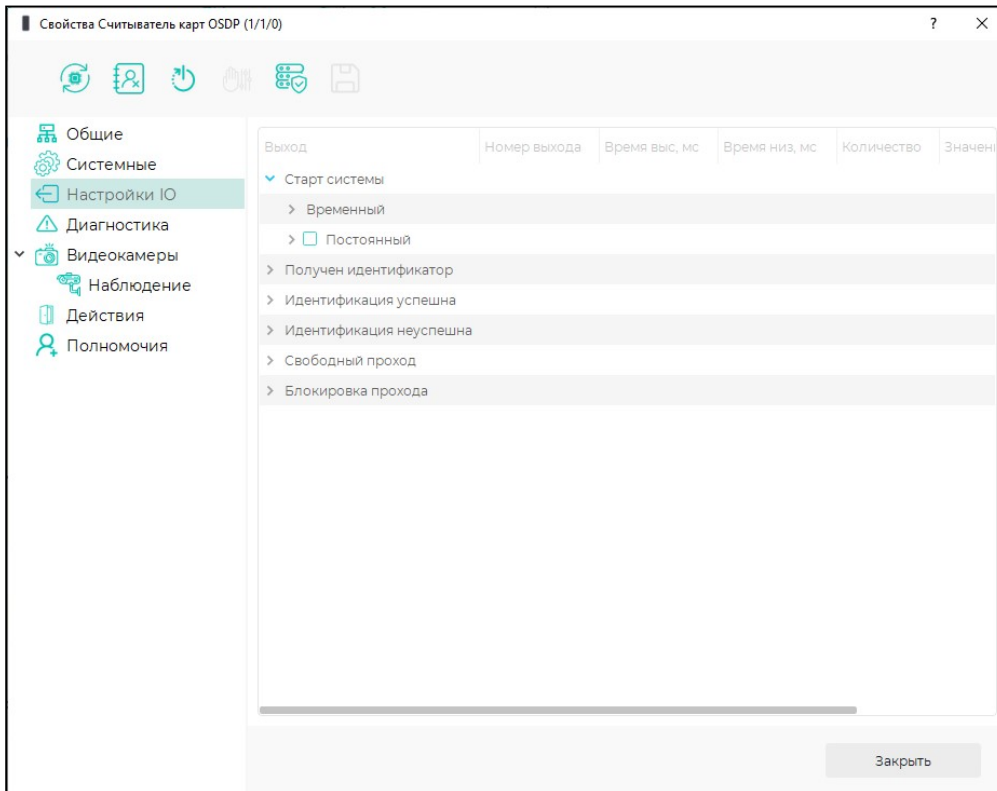 Свойства Считыватель карт OSDP (1/1/0)
?
Общие
Системные
Настройки IO
Диагностика
Видеокамеры
Наблюдение
Действия
Полномочия
Выход Номер выхода Время выс, мс Время низ, мс Количество Значени
Старт системы
Временный
Постоянный
Получен идентификатор
Идентификация успешна
Идентификация неуспешна
Свободный проход
Блокировка прохода
Закрыть